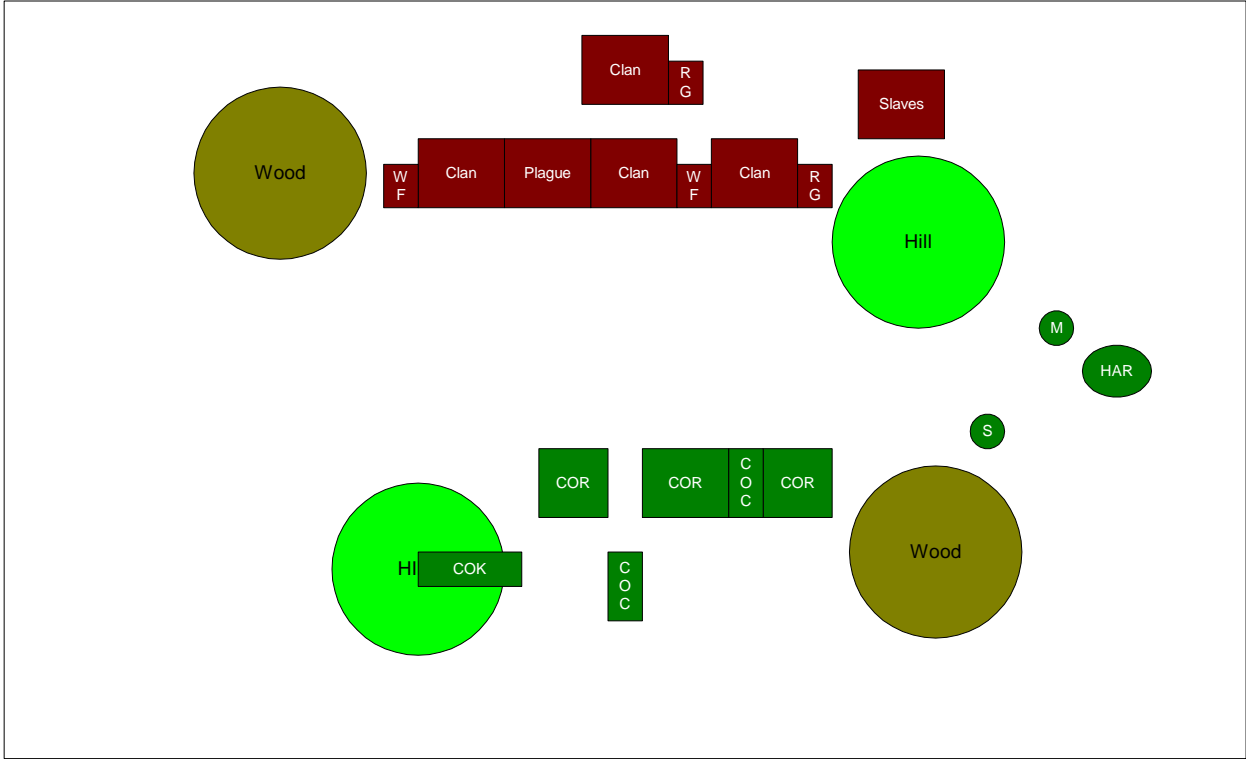 Clan
R
G
Slaves
Wood
W
F
Clan
Plague
Clan
W
F
Clan
R
G
Hill
M
HAR
S
COR
COR
C
O
C
COR
Wood
HI
COK
C
O
C